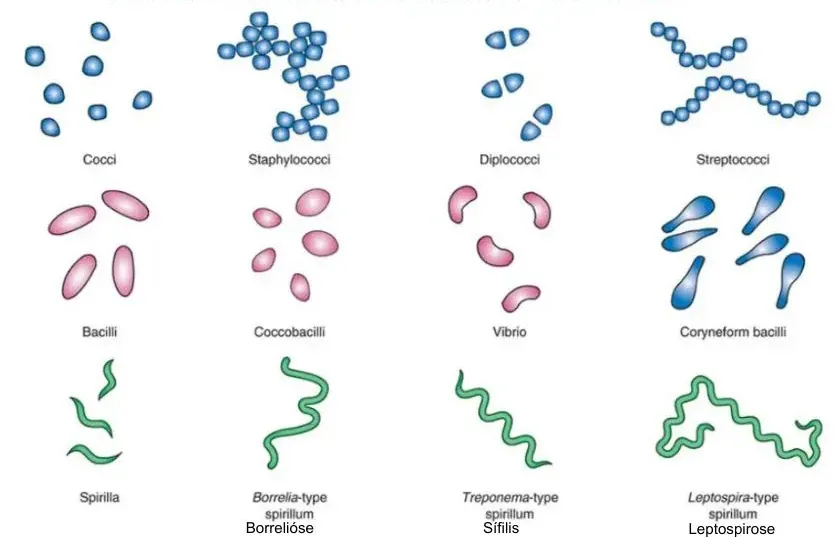 Cocci
Staphylococci
Diplococci
Streptococci
Bacilli
Coccobacilli
Vibrio
Coryneform bacilli
Spirilla
Borrelia-type
spirillum
Borrelióse
Treponema-type
spirillum
Sífilis
Leptospira-type
spirillum
Leptospirose